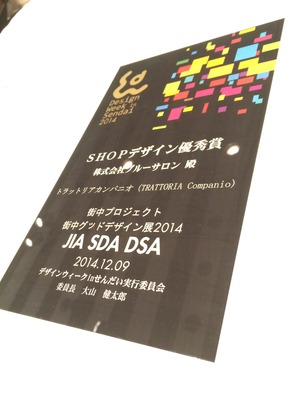 Design
Week in
Sendai
2014
SHOPデザイン優秀賞
株式会社ブルーサロン 殿
トラットリアカンパニオ (TRATTORIA Companio)
街中プロジェクト
街中グッドデザイン展2014
JIA SDA DSA
2014.12.09
デザインウィークinせんだい実行委員会
委員長 大山 健太郎